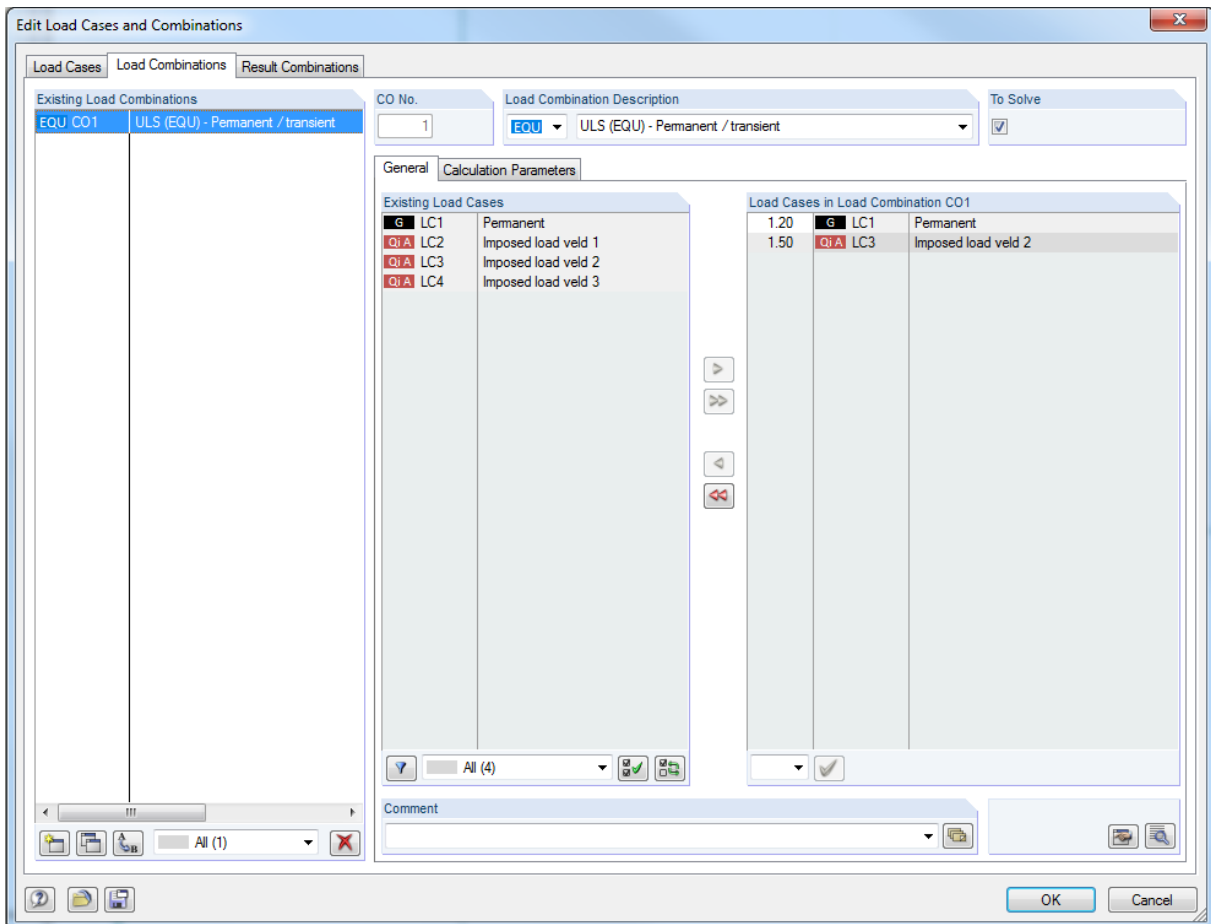 Edit Load Cases and Combinations
Load Cases Load Combinations Result Combinations
Existing Load Combinations
EQU CO1 ULS (EQU) - Permanent / transient
CO No.
1
Load Combination Description
EQU ULS (EQU) - Permanent / transient
To Solve
General Calculation Parameters
Existing Load Cases
G LC1 Permanent
Qi A LC2 Imposed load veld 1
Qi A LC3 Imposed load veld 2
Qi A LC4 Imposed load veld 3
Load Cases in Load Combination CO1
1.20 G LC1 Permanent
1.50 Qi A LC3 Imposed load veld 2
All (4)
Comment
All (1)
OK Cancel